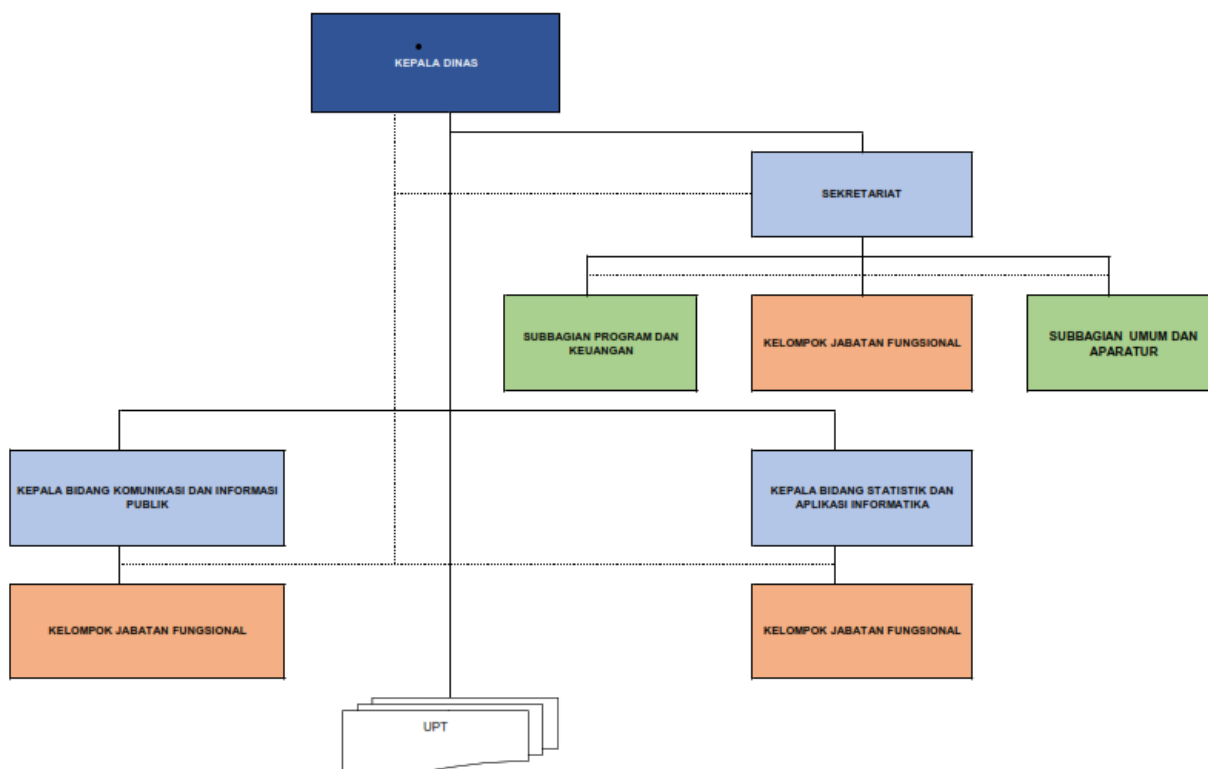 KEPALA DINAS
SEKRETARIAT
SUBBAGIAN PROGRAM DAN
KEUANGAN
KELOMPOK JABATAN FUNGSIONAL
SUBBAGIAN UMUM DAN
APARATUR
KEPALA BIDANG KOMUNIKASI DAN INFORMASI
PUBLIK
KEPALA BIDANG STATISTIK DAN
APLIKASI INFORMATIKA
KELOMPOK JABATAN FUNGSIONAL
KELOMPOK JABATAN FUNGSIONAL
UPT